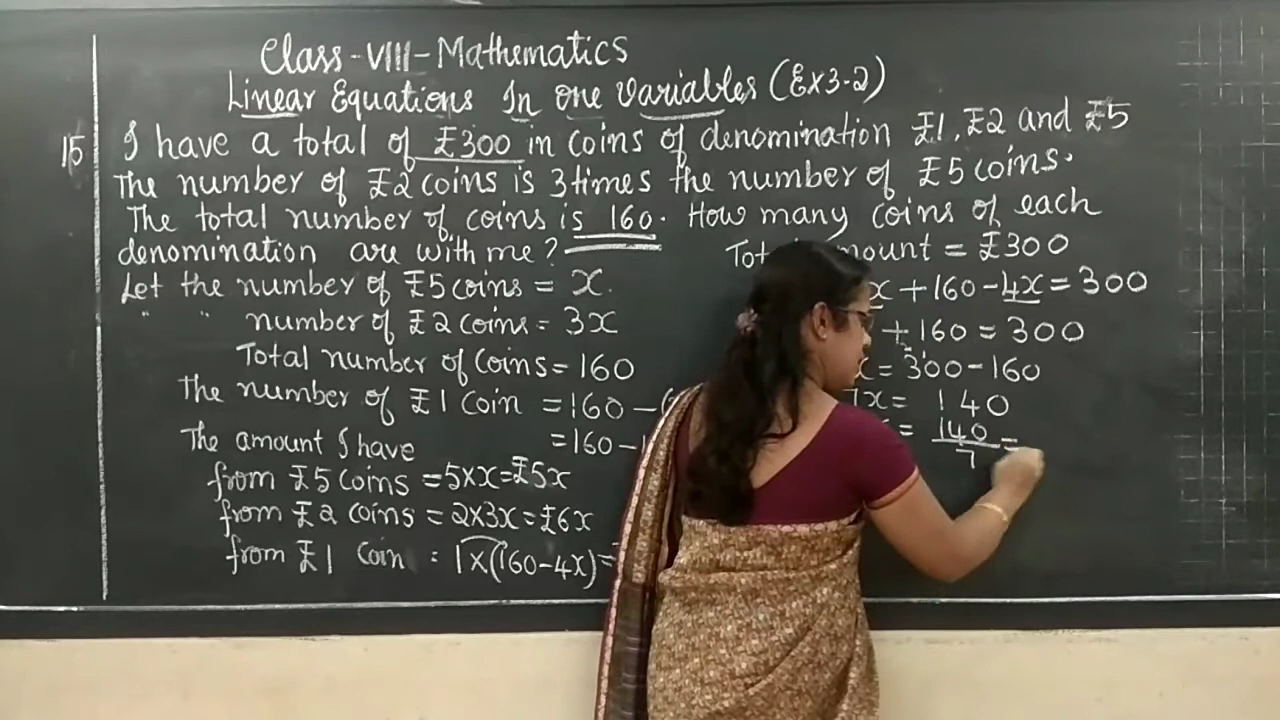 Class-VIII-Mathematics
Linear Equations In one Variables (Ex3-2)
15 I have a total of ₹300 in coins of denomination ₹1, ₹2 and ₹5
The number of ₹2 coins is 3 times the number of ₹5 coins.
The total number of coins is 160. How many coins of each
denomination are with me?
Let the number of ₹5 coins = x.
" " number of ₹2 coins = 3x
Total number of Coins = 160
The number of ₹1 Coin = 160 - (
= 160 -
The amount I have
from ₹5 Coins = 5×x = ₹5x
from ₹2 coins = 2×3x = ₹6x
from ₹1 Coin = 1×(160-4x) =
Total amount = ₹300
x + 160 - 4x = 300
+ 160 = 300
x = 300 - 160
7x = 140
= 140
7 =